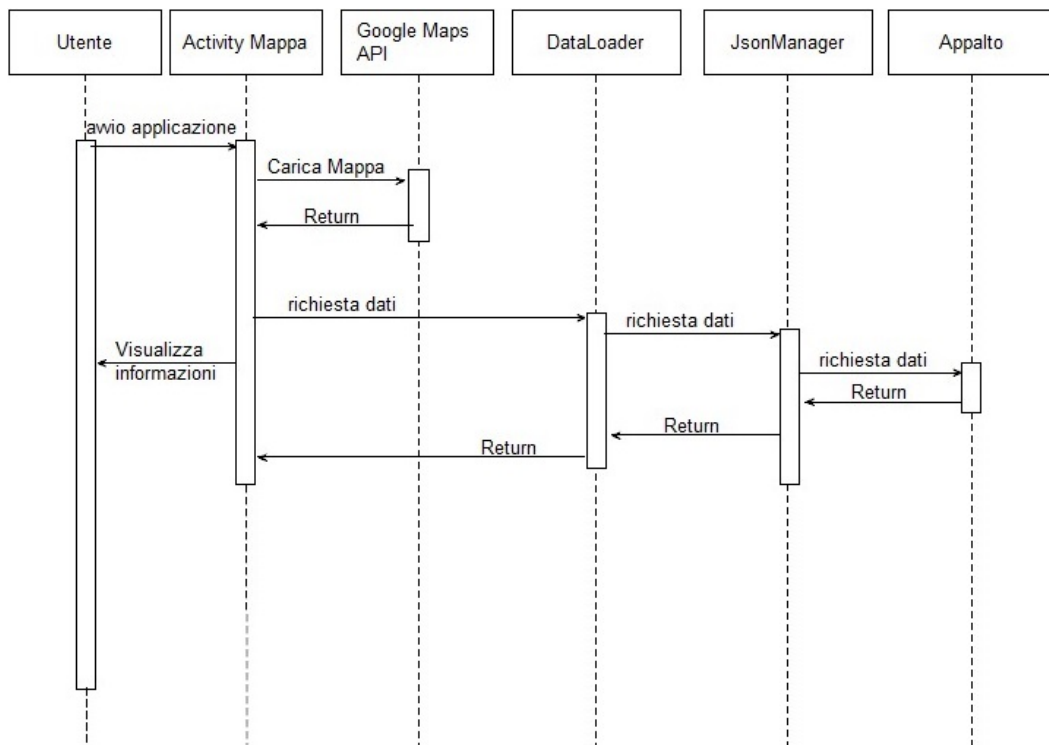 Utente
Activity Mappa
Google Maps
API
DataLoader
JsonManager
Appalto
avvio applicazione
Carica Mappa
Return
richiesta dati
richiesta dati
Visualizza
informazioni
richiesta dati
Return
Return
Return